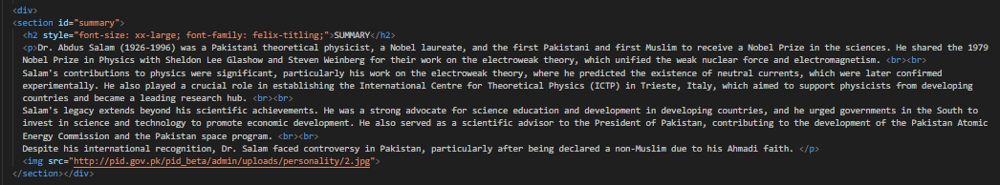 <div>
<section id="summary">
<h2 style="font-size: xx-large; font-family: felix-titling;">SUMMARY</h2>
<p>Dr. Abdus Salam (1926-1996) was a Pakistani theoretical physicist, a Nobel laureate, and the first Pakistani and first Muslim to receive a Nobel Prize in the sciences. He shared the 1979
Nobel Prize in Physics with Sheldon Lee Glashow and Steven Weinberg for their work on the electroweak theory, which unified the weak nuclear force and electromagnetism. <br><br>
Salam's contributions to physics were significant, particularly his work on the electroweak theory, where he predicted the existence of neutral currents, which were later confirmed
experimentally. He also played a crucial role in establishing the International Centre for Theoretical Physics (ICTP) in Trieste, Italy, which aimed to support physicists from developing
countries and became a leading research hub. <br><br>
Salam's legacy extends beyond his scientific achievements. He was a strong advocate for science education and development in developing countries, and he urged governments in the South to
invest in science and technology to promote economic development. He also served as a scientific advisor to the President of Pakistan, contributing to the development of the Pakistan Atomic
Energy Commission and the Pakistan space program. <br><br>
Despite his international recognition, Dr. Salam faced controversy in Pakistan, particularly after being declared a non-Muslim due to his Ahmadi faith. </p>
<img src="http://pid.gov.pk/pid_beta/admin/uploads/personality/2.jpg">
</section></div>